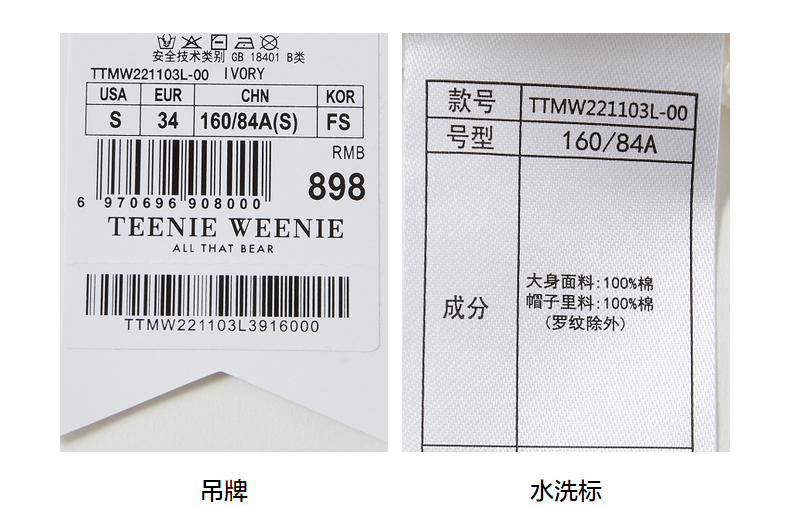 安全技术类别 GB 18401 B类
TTMW221103L-00 IVORY
USA EUR CHN KOR
S 34 160/84A(S) FS
RMB
898
6 970696 908000
TEENIE WEENIE
ALL THAT BEAR
TTMW221103L3916000
吊牌
款号 TTMW221103L-00
号型 160/84A
成分
大身面料:100%棉
帽子里料:100%棉
(罗纹除外)
水洗标